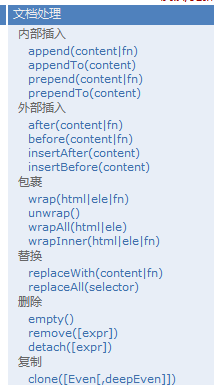 文档处理
内部插入
append(content|fn)
appendTo(content)
prepend(content|fn)
prependTo(content)
外部插入
after(content|fn)
before(content|fn)
insertAfter(content)
insertBefore(content)
包裹
wrap(html|ele|fn)
unwrap()
wrapAll(html|ele)
wrapInner(html|ele|fn)
替换
replaceWith(content|fn)
replaceAll(selector)
删除
empty()
remove([expr])
detach([expr])
复制
clone([Even[,deepEven]])